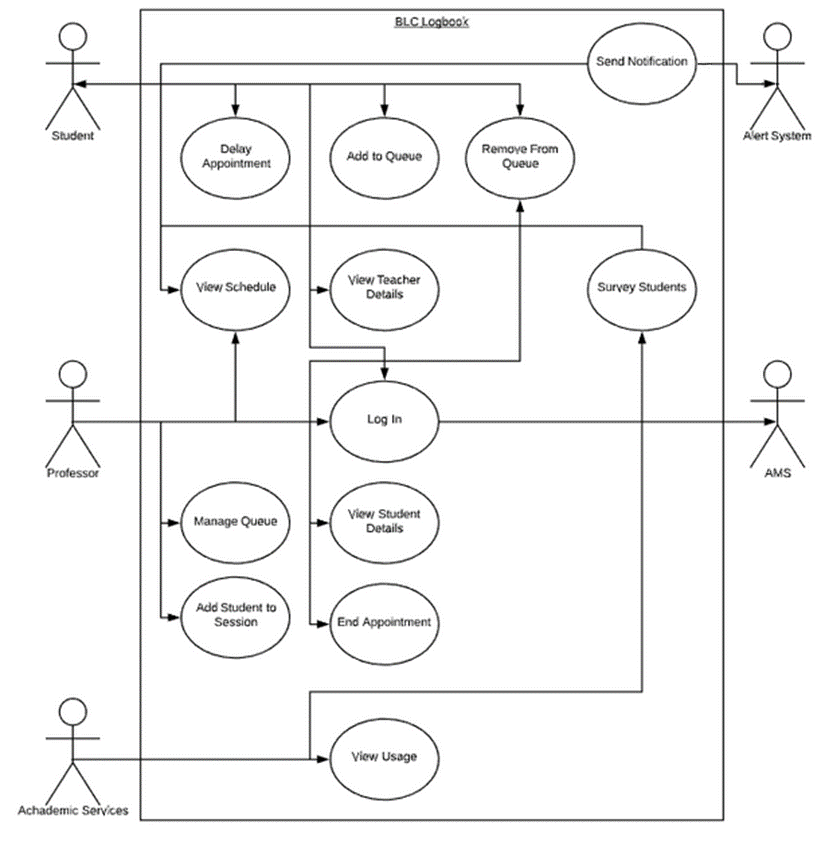 BLC Logbook
Send Notification
Student
Alert System
Delay
Appointment
Add to Queue
Remove From
Queue
View Schedule
View Teacher
Details
Survey Students
Log In
Professor
AMS
Manage Queue
View Student
Details
Add Student to
Session
End Appointment
View Usage
Achademic Services